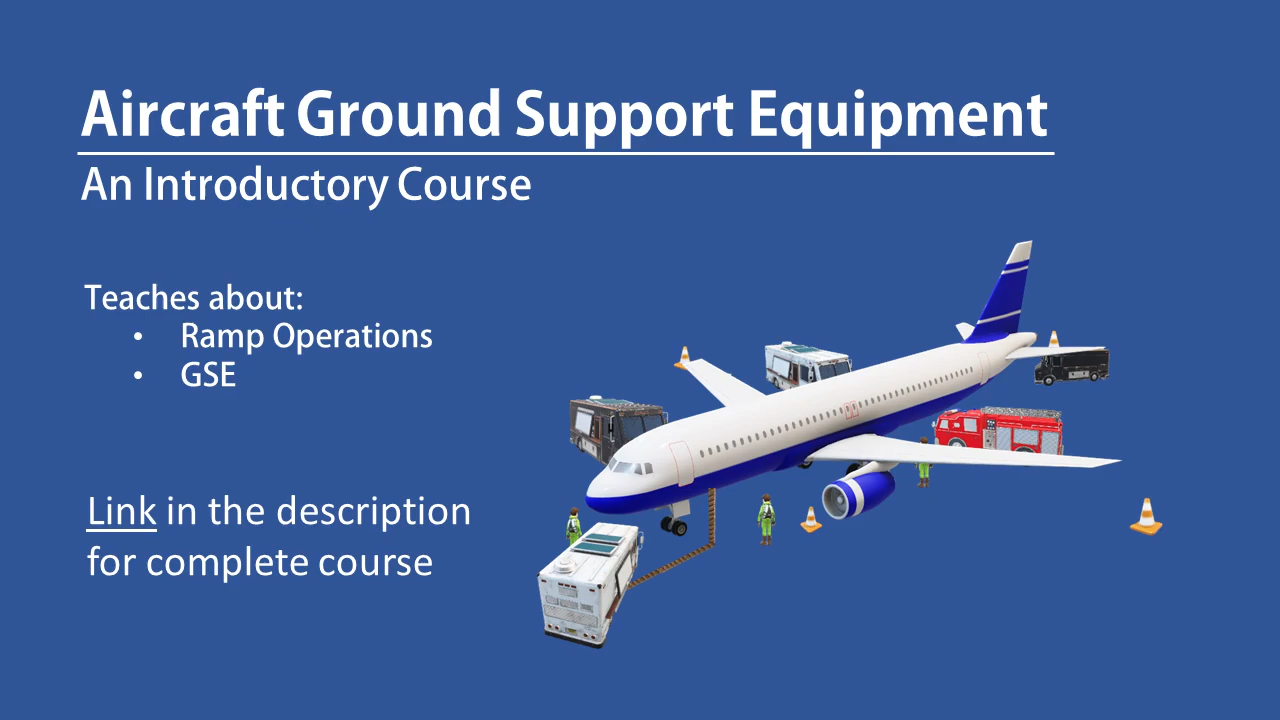 Aircraft Ground Support Equipment
An Introductory Course
Teaches about:
• Ramp Operations
• GSE
Link in the description
for complete course